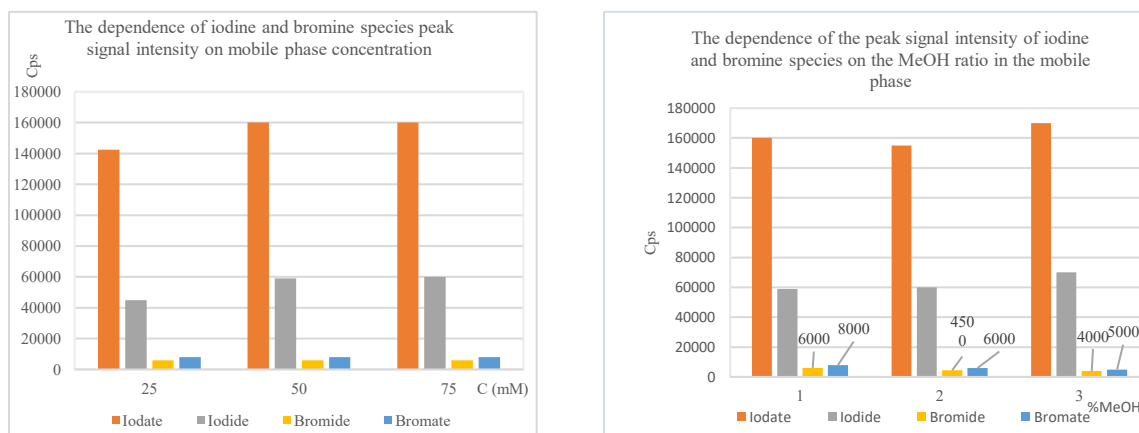 The dependence of iodine and bromine species peak
signal intensity on mobile phase concentration
Cps
180000
160000
140000
120000
100000
80000
60000
40000
20000
0
25
50
75
C (mM)
Iodate
Iodide
Bromide
Bromate
The dependence of the peak signal intensity of iodine
and bromine species on the MeOH ratio in the mobile
phase
Cps
180000
160000
140000
120000
100000
80000
60000
40000
20000
0
6000
8000
450
0
6000
4000
5000
1
2
3
%MeOH
Iodate
Iodide
Bromide
Bromate